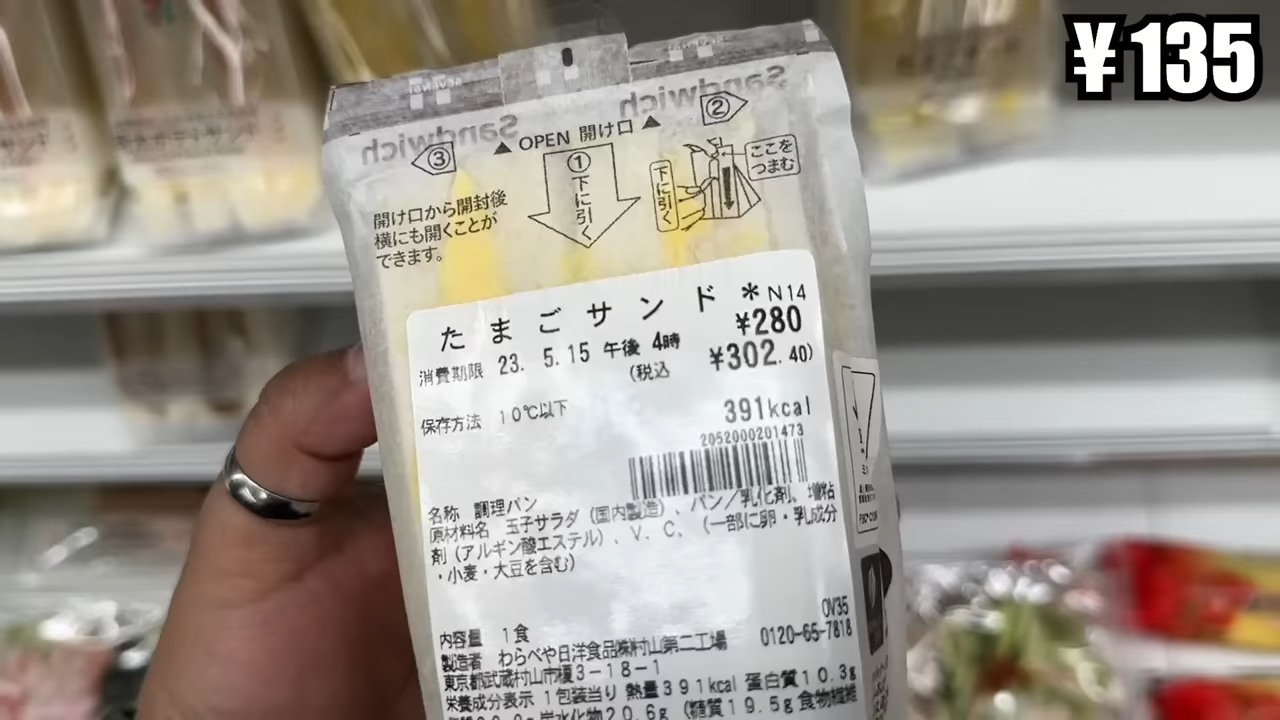 ¥135
Sandwich
Sandwich
②
③
▲ OPEN 開け口 ▲
①下に引く
下に引く
ここを
つまむ
開け口から開封後
横にも開くことが
できます。
たまごサンド *N14
¥280
消費期限 23. 5.15 午後 4時
(税込 ¥302.40)
保存方法 10℃以下
391kcal
2052000201473
名称 調理パン
原材料名 玉子サラダ（国内製造）、パン／乳化剤、増粘
剤（アルギン酸エステル）、V．C、（一部に卵・乳成分
・小麦・大豆を含む）
OV35
内容量 1食
製造者 わらべや日洋食品㈱村山第二工場 0120-65-7818
東京都武蔵村山市榎3-18-1
栄養成分表示 1包装当り 熱量391kcal 蛋白質10.3g
炭水化物20.6g（糖質19.5g 食物繊維